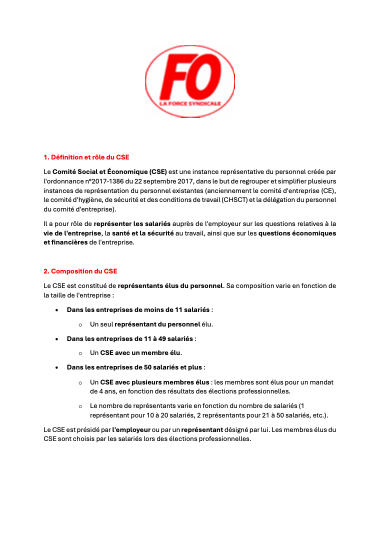 FO
LA FORCE SYNDICALE
1. Définition et rôle du CSE
Le Comité Social et Économique (CSE) est une instance représentative du personnel créée par
l'ordonnance n°2017-1386 du 22 septembre 2017, dans le but de regrouper et simplifier plusieurs
instances de représentation du personnel existantes (anciennement le comité d'entreprise (CE),
le comité d'hygiène, de sécurité et des conditions de travail (CHSCT) et la délégation du personnel
du comité d'entreprise).
Il a pour rôle de représenter les salariés auprès de l'employeur sur les questions relatives à la
vie de l'entreprise, la santé et la sécurité au travail, ainsi que sur les questions économiques
et financières de l'entreprise.
2. Composition du CSE
Le CSE est constitué de représentants élus du personnel. Sa composition varie en fonction de
la taille de l'entreprise :
• Dans les entreprises de moins de 11 salariés :
o Un seul représentant du personnel élu.
• Dans les entreprises de 11 à 49 salariés :
o Un CSE avec un membre élu.
• Dans les entreprises de 50 salariés et plus :
o Un CSE avec plusieurs membres élus : les membres sont élus pour un mandat
de 4 ans, en fonction des résultats des élections professionnelles.
o Le nombre de représentants varie en fonction du nombre de salariés (1
représentant pour 10 à 20 salariés, 2 représentants pour 21 à 50 salariés, etc.).
Le CSE est présidé par l'employeur ou par un représentant désigné par lui. Les membres élus du
CSE sont choisis par les salariés lors des élections professionnelles.